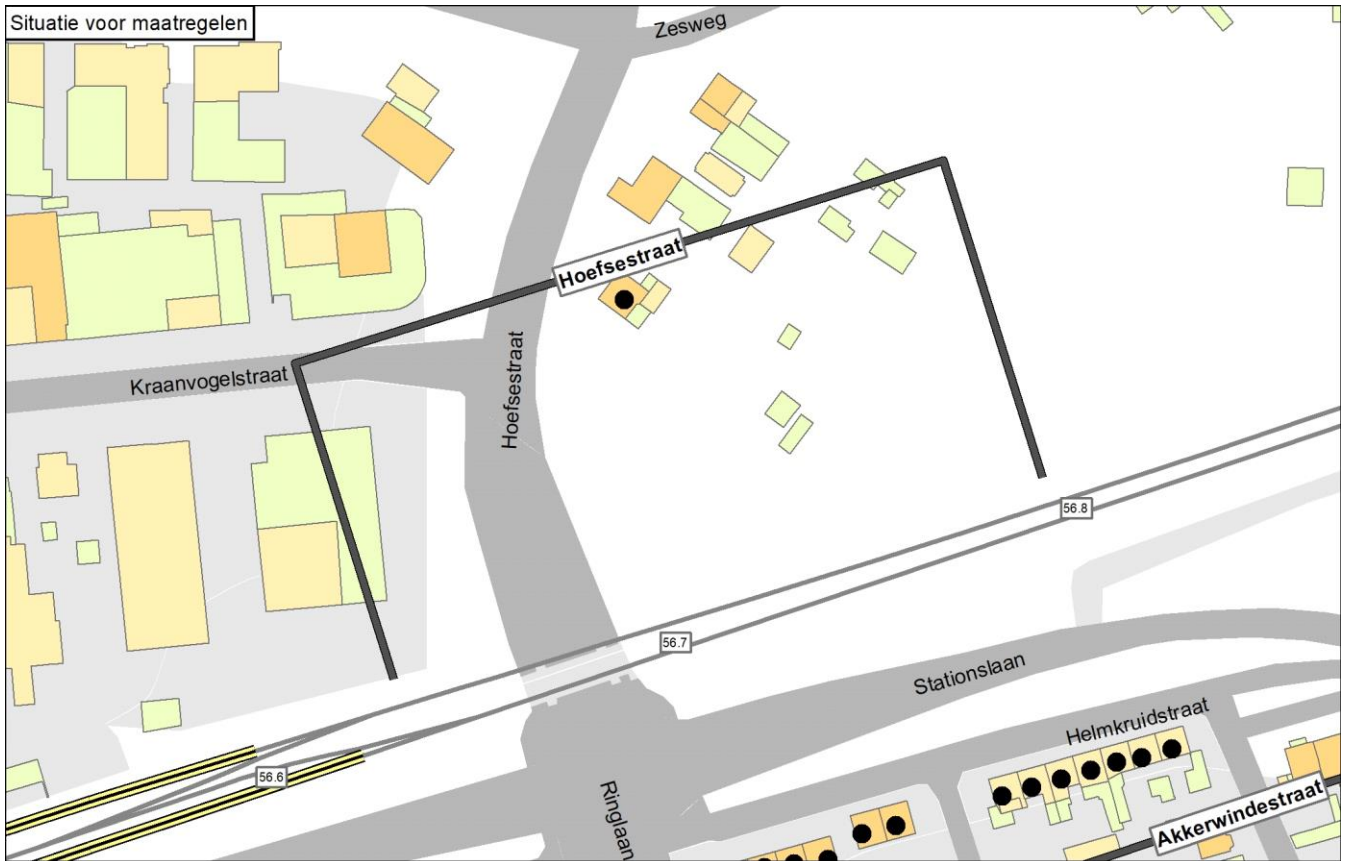 Situatie voor maatregelen
Zesweg
Hoefsestraat
Kraanvogelstraat
Hoefsestraat
56.8
56.7
Stationslaan
Helmkruidstraat
56.6
Ringlaan
Akkerwindestraat